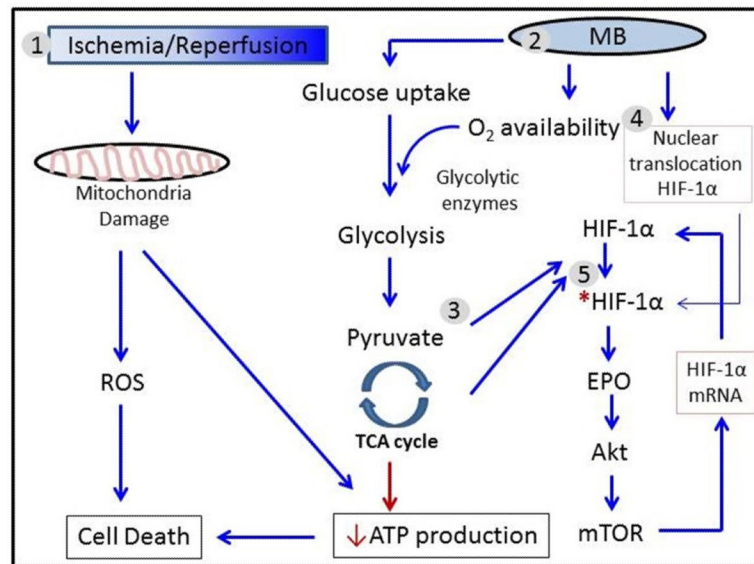 1 Ischemia/Reperfusion
2 MB
Glucose uptake
O₂ availability
4
Nuclear
translocation
HIF-1α
Mitochondria
Damage
Glycolytic
enzymes
Glycolysis
HIF-1α
5
*HIF-1α
3
Pyruvate
ROS
EPO
HIF-1α
mRNA
TCA cycle
Akt
Cell Death
↓ATP production
mTOR